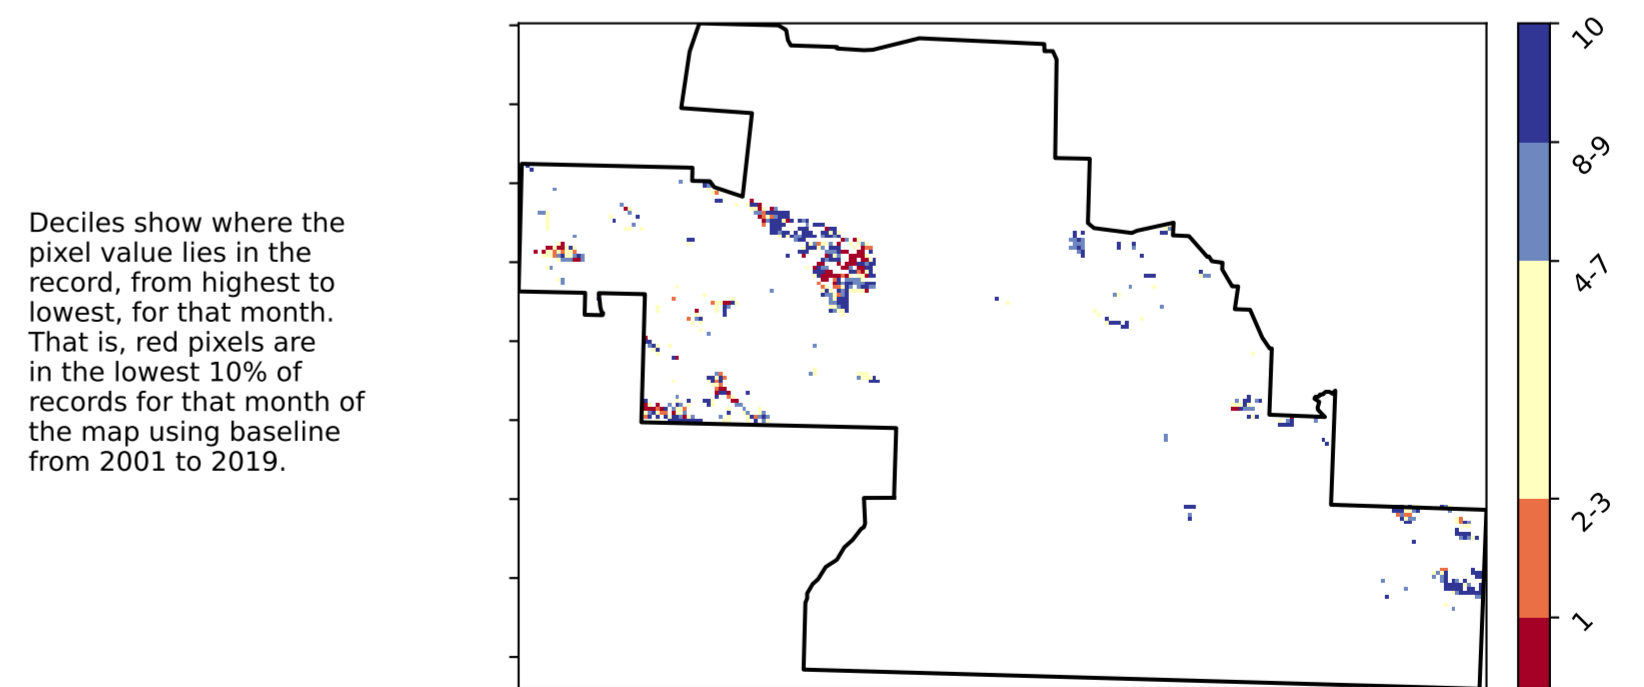 Deciles show where the
pixel value lies in the
record, from highest to
lowest, for that month.
That is, red pixels are
in the lowest 10% of
records for that month of
the map using baseline
from 2001 to 2019.
10
8-9
4-7
2-3
1